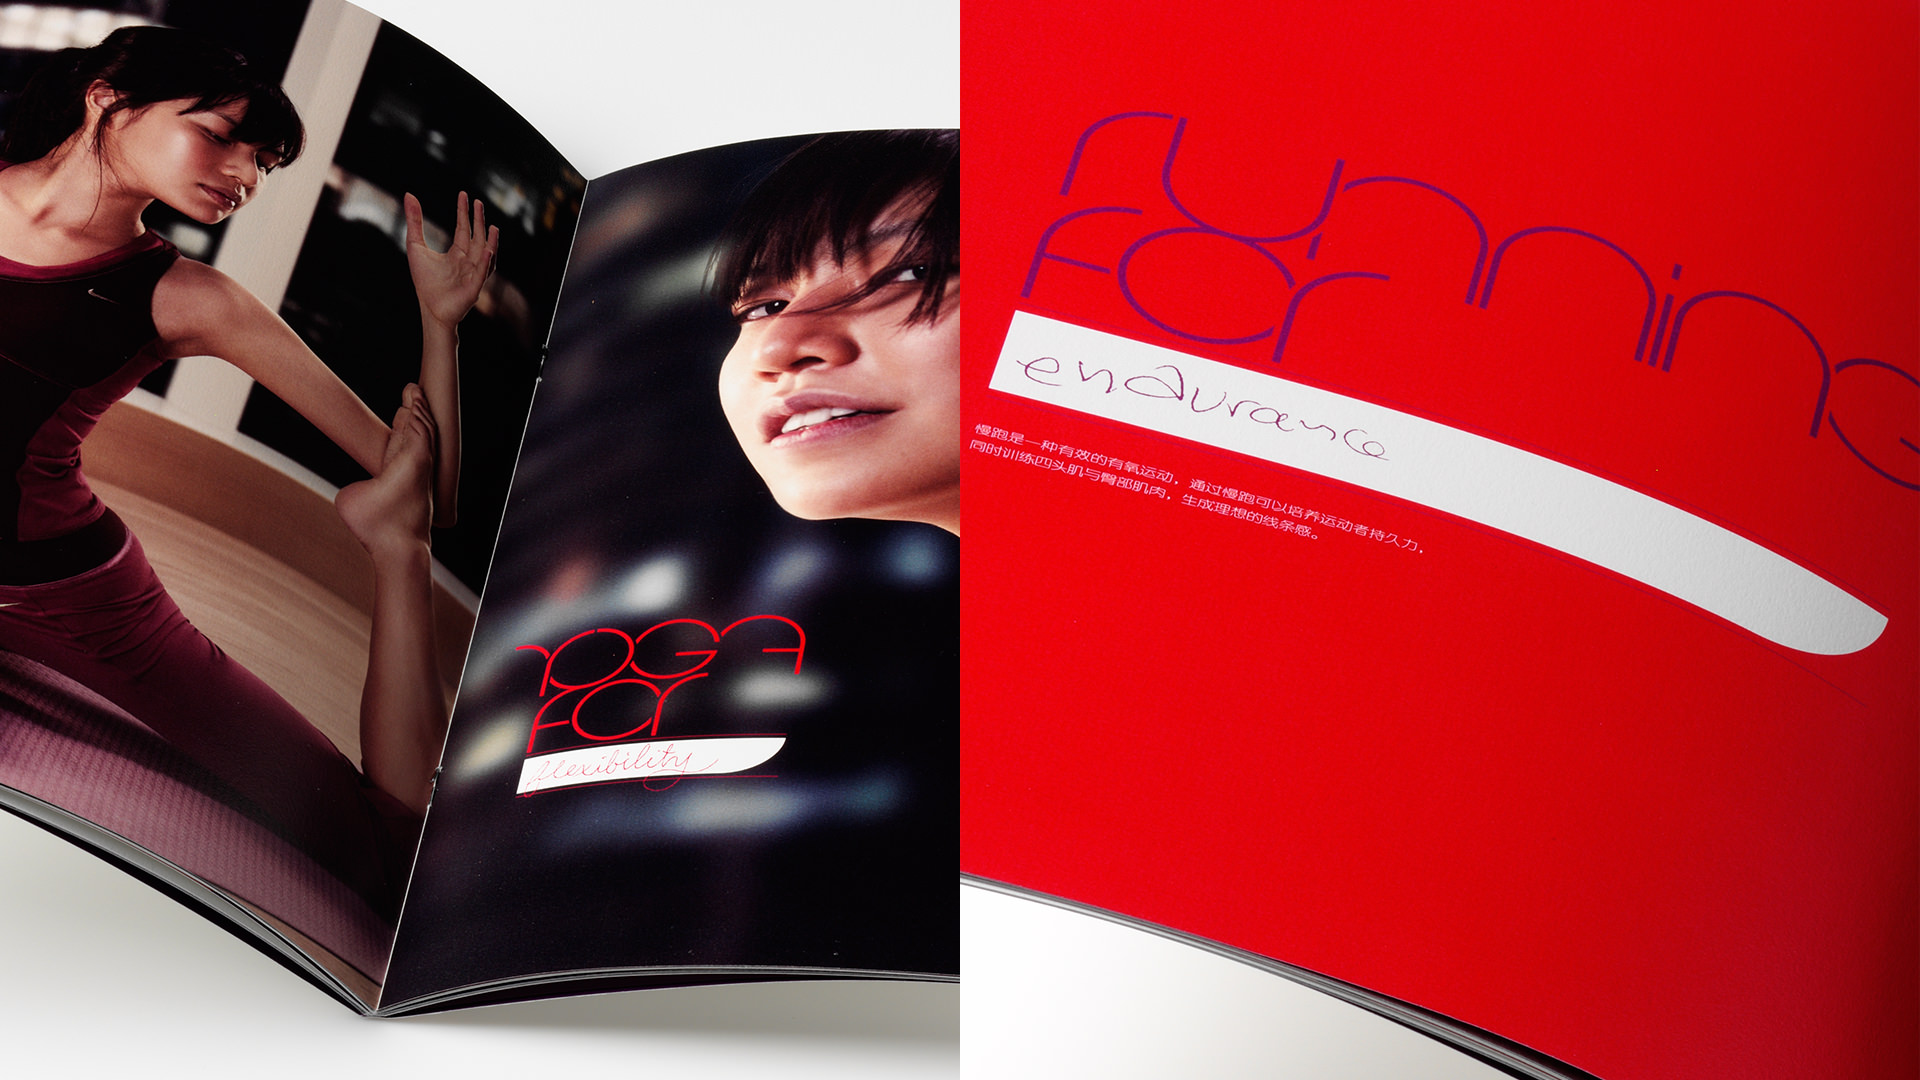 YOGA
FOR
flexibility
running
FOR
endurance
慢跑是一种有效的有氧运动，通过慢跑可以培养运动者持久力，
同时训练四头肌与臀部肌肉，生成理想的线条感。